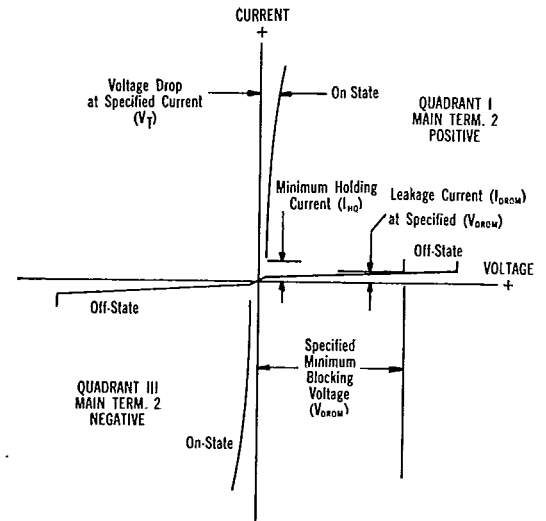 CURRENT
+
Voltage Drop
at Specified Current
(V_T)
On State
QUADRANT I
MAIN TERM. 2
POSITIVE
Minimum Holding
Current (I_HO)
Leakage Current (I_DROM)
at Specified (V_DROM)
Off-State
VOLTAGE
+
Off-State
Specified
Minimum
Blocking
Voltage
(V_DROM)
QUADRANT III
MAIN TERM. 2
NEGATIVE
On-State